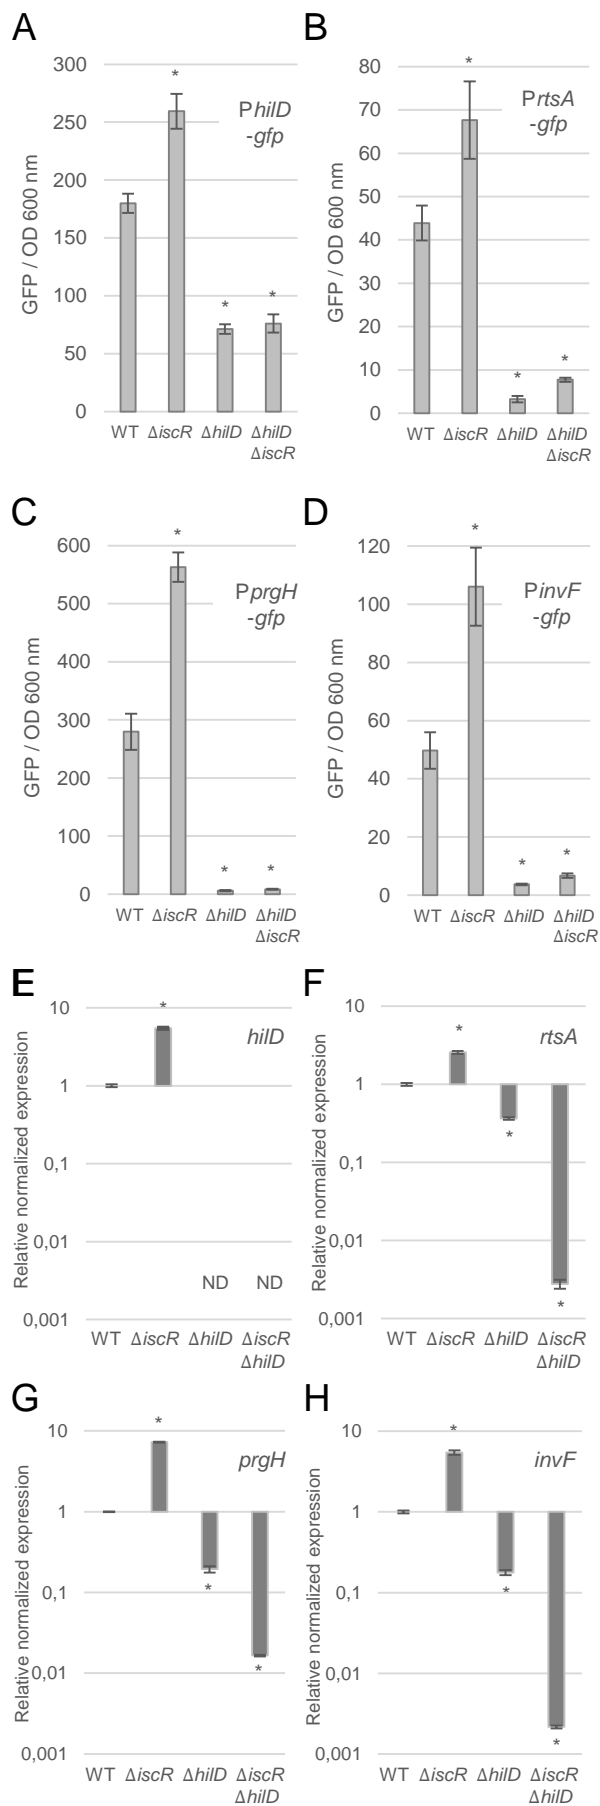 A
300
250
200
150
100
50
0
GFP / OD 600 nm
*
*
*
PhilD
-gfp
WT ΔiscR ΔhilD ΔhilD
ΔiscR
B
80
70
60
50
40
30
20
10
0
GFP / OD 600 nm
*
*
*
PrtsA
-gfp
WT ΔiscR ΔhilD ΔhilD
ΔiscR
C
600
500
400
300
200
100
0
GFP / OD 600 nm
*
*
*
PprgH
-gfp
WT ΔiscR ΔhilD ΔhilD
ΔiscR
D
120
100
80
60
40
20
0
GFP / OD 600 nm
*
*
*
PinvF
-gfp
WT ΔiscR ΔhilD ΔhilD
ΔiscR
E
10
1
0,1
0,01
0,001
Relative normalized expression
*
hilD
ND ND
WT ΔiscR ΔhilD ΔiscR
ΔhilD
F
10
1
0,1
0,01
0,001
Relative normalized expression
*
*
*
rtsA
WT ΔiscR ΔhilD ΔiscR
ΔhilD
G
10
1
0,1
0,01
0,001
Relative normalized expression
*
*
*
prgH
WT ΔiscR ΔhilD ΔiscR
ΔhilD
H
10
1
0,1
0,01
0,001
Relative normalized expression
*
*
*
invF
WT ΔiscR ΔhilD ΔiscR
ΔhilD